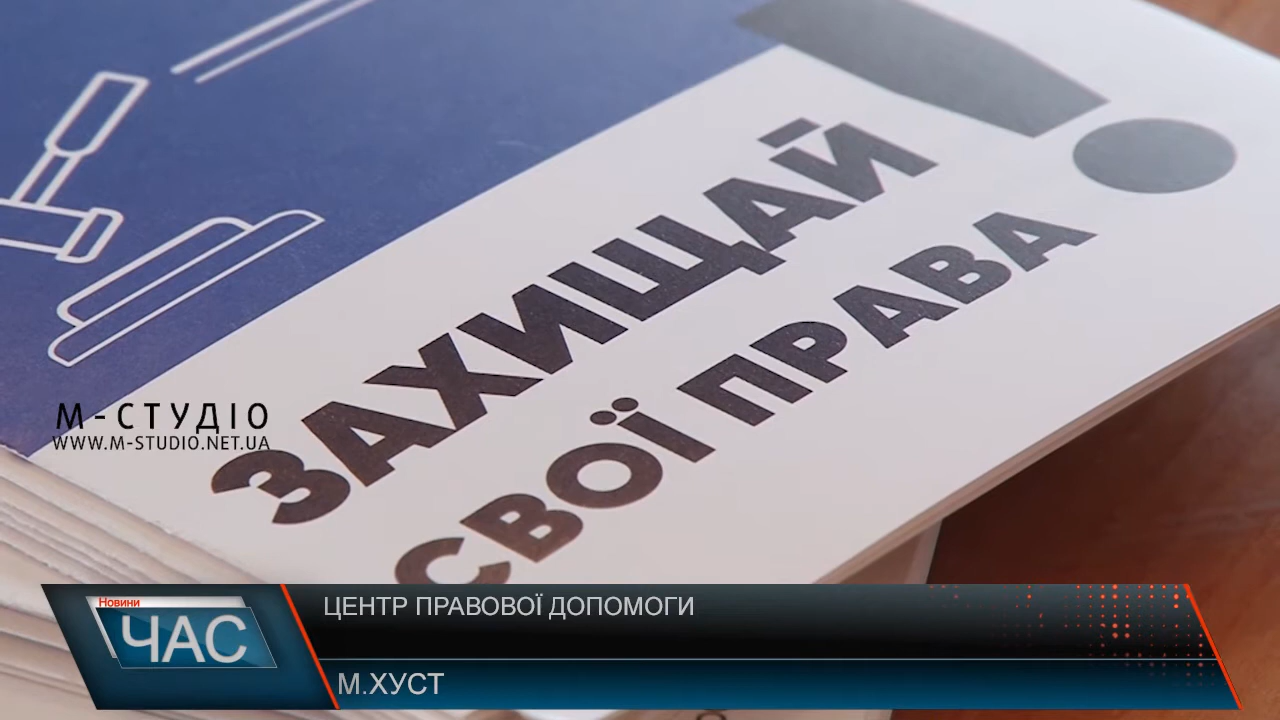 ЗАХИЩАЙ
СВОЇ ПРАВА
!
М-СТУДІО
WWW.M-STUDIO.NET.UA
Новини
ЧАС
ЦЕНТР ПРАВОВОЇ ДОПОМОГИ
М.ХУСТ